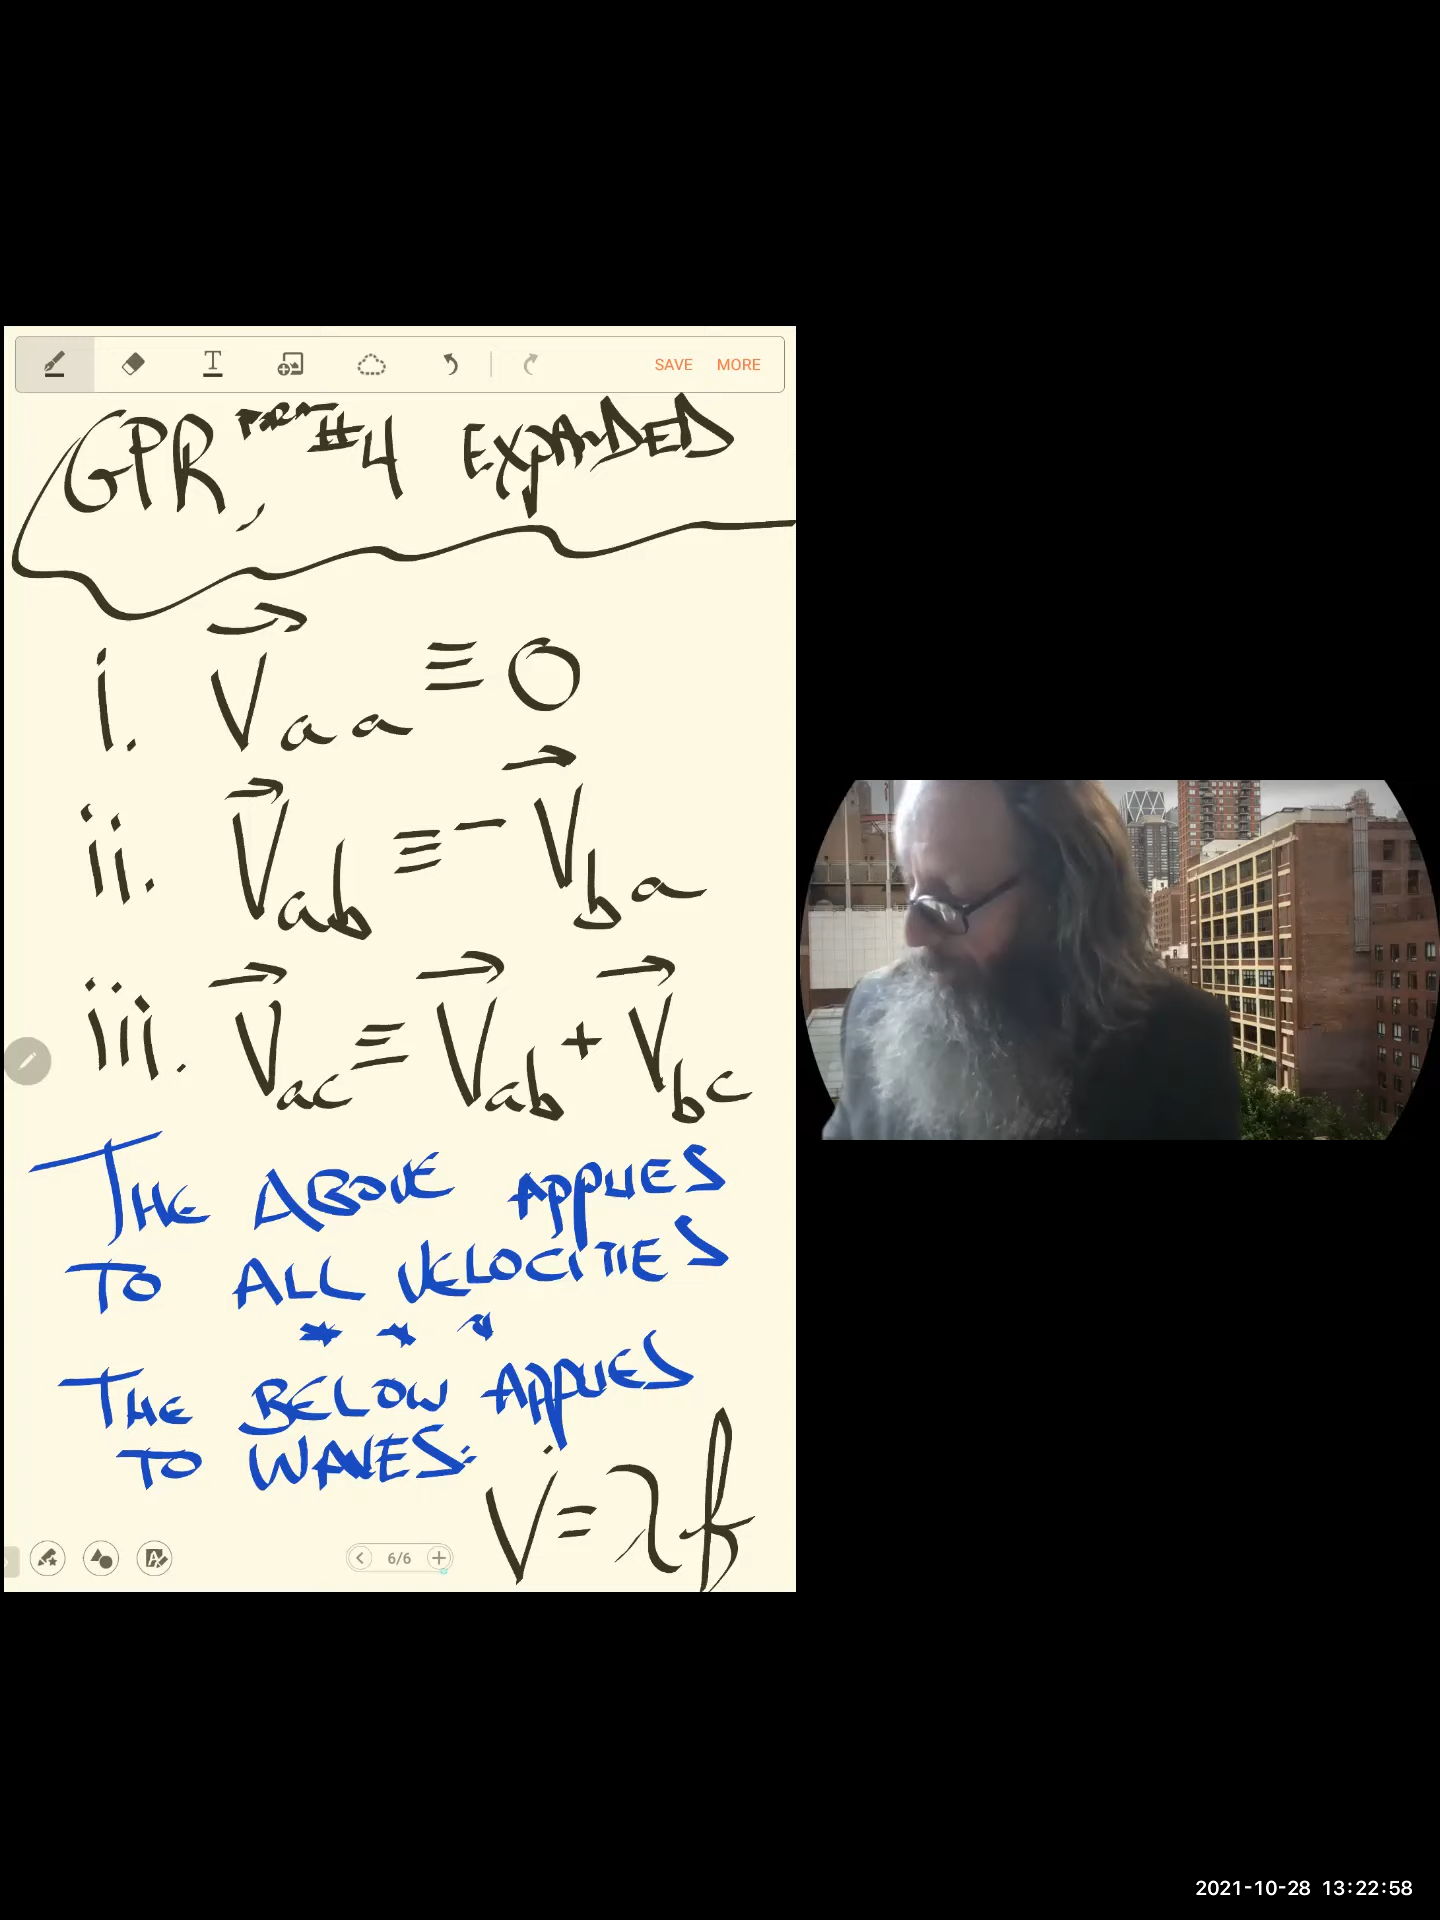 SAVE MORE
GPR, #4 EXPANDED
i. V⃗aa ≡ 0
ii. V⃗ab ≡ - V⃗ba
iii. V⃗ac ≡ V⃗ab + V⃗bc
THE ABOVE APPLIES
TO ALL VELOCITIES
THE BELOW APPLIES
TO WAVES:
V = λf
6/6
2021-10-28 13:22:58